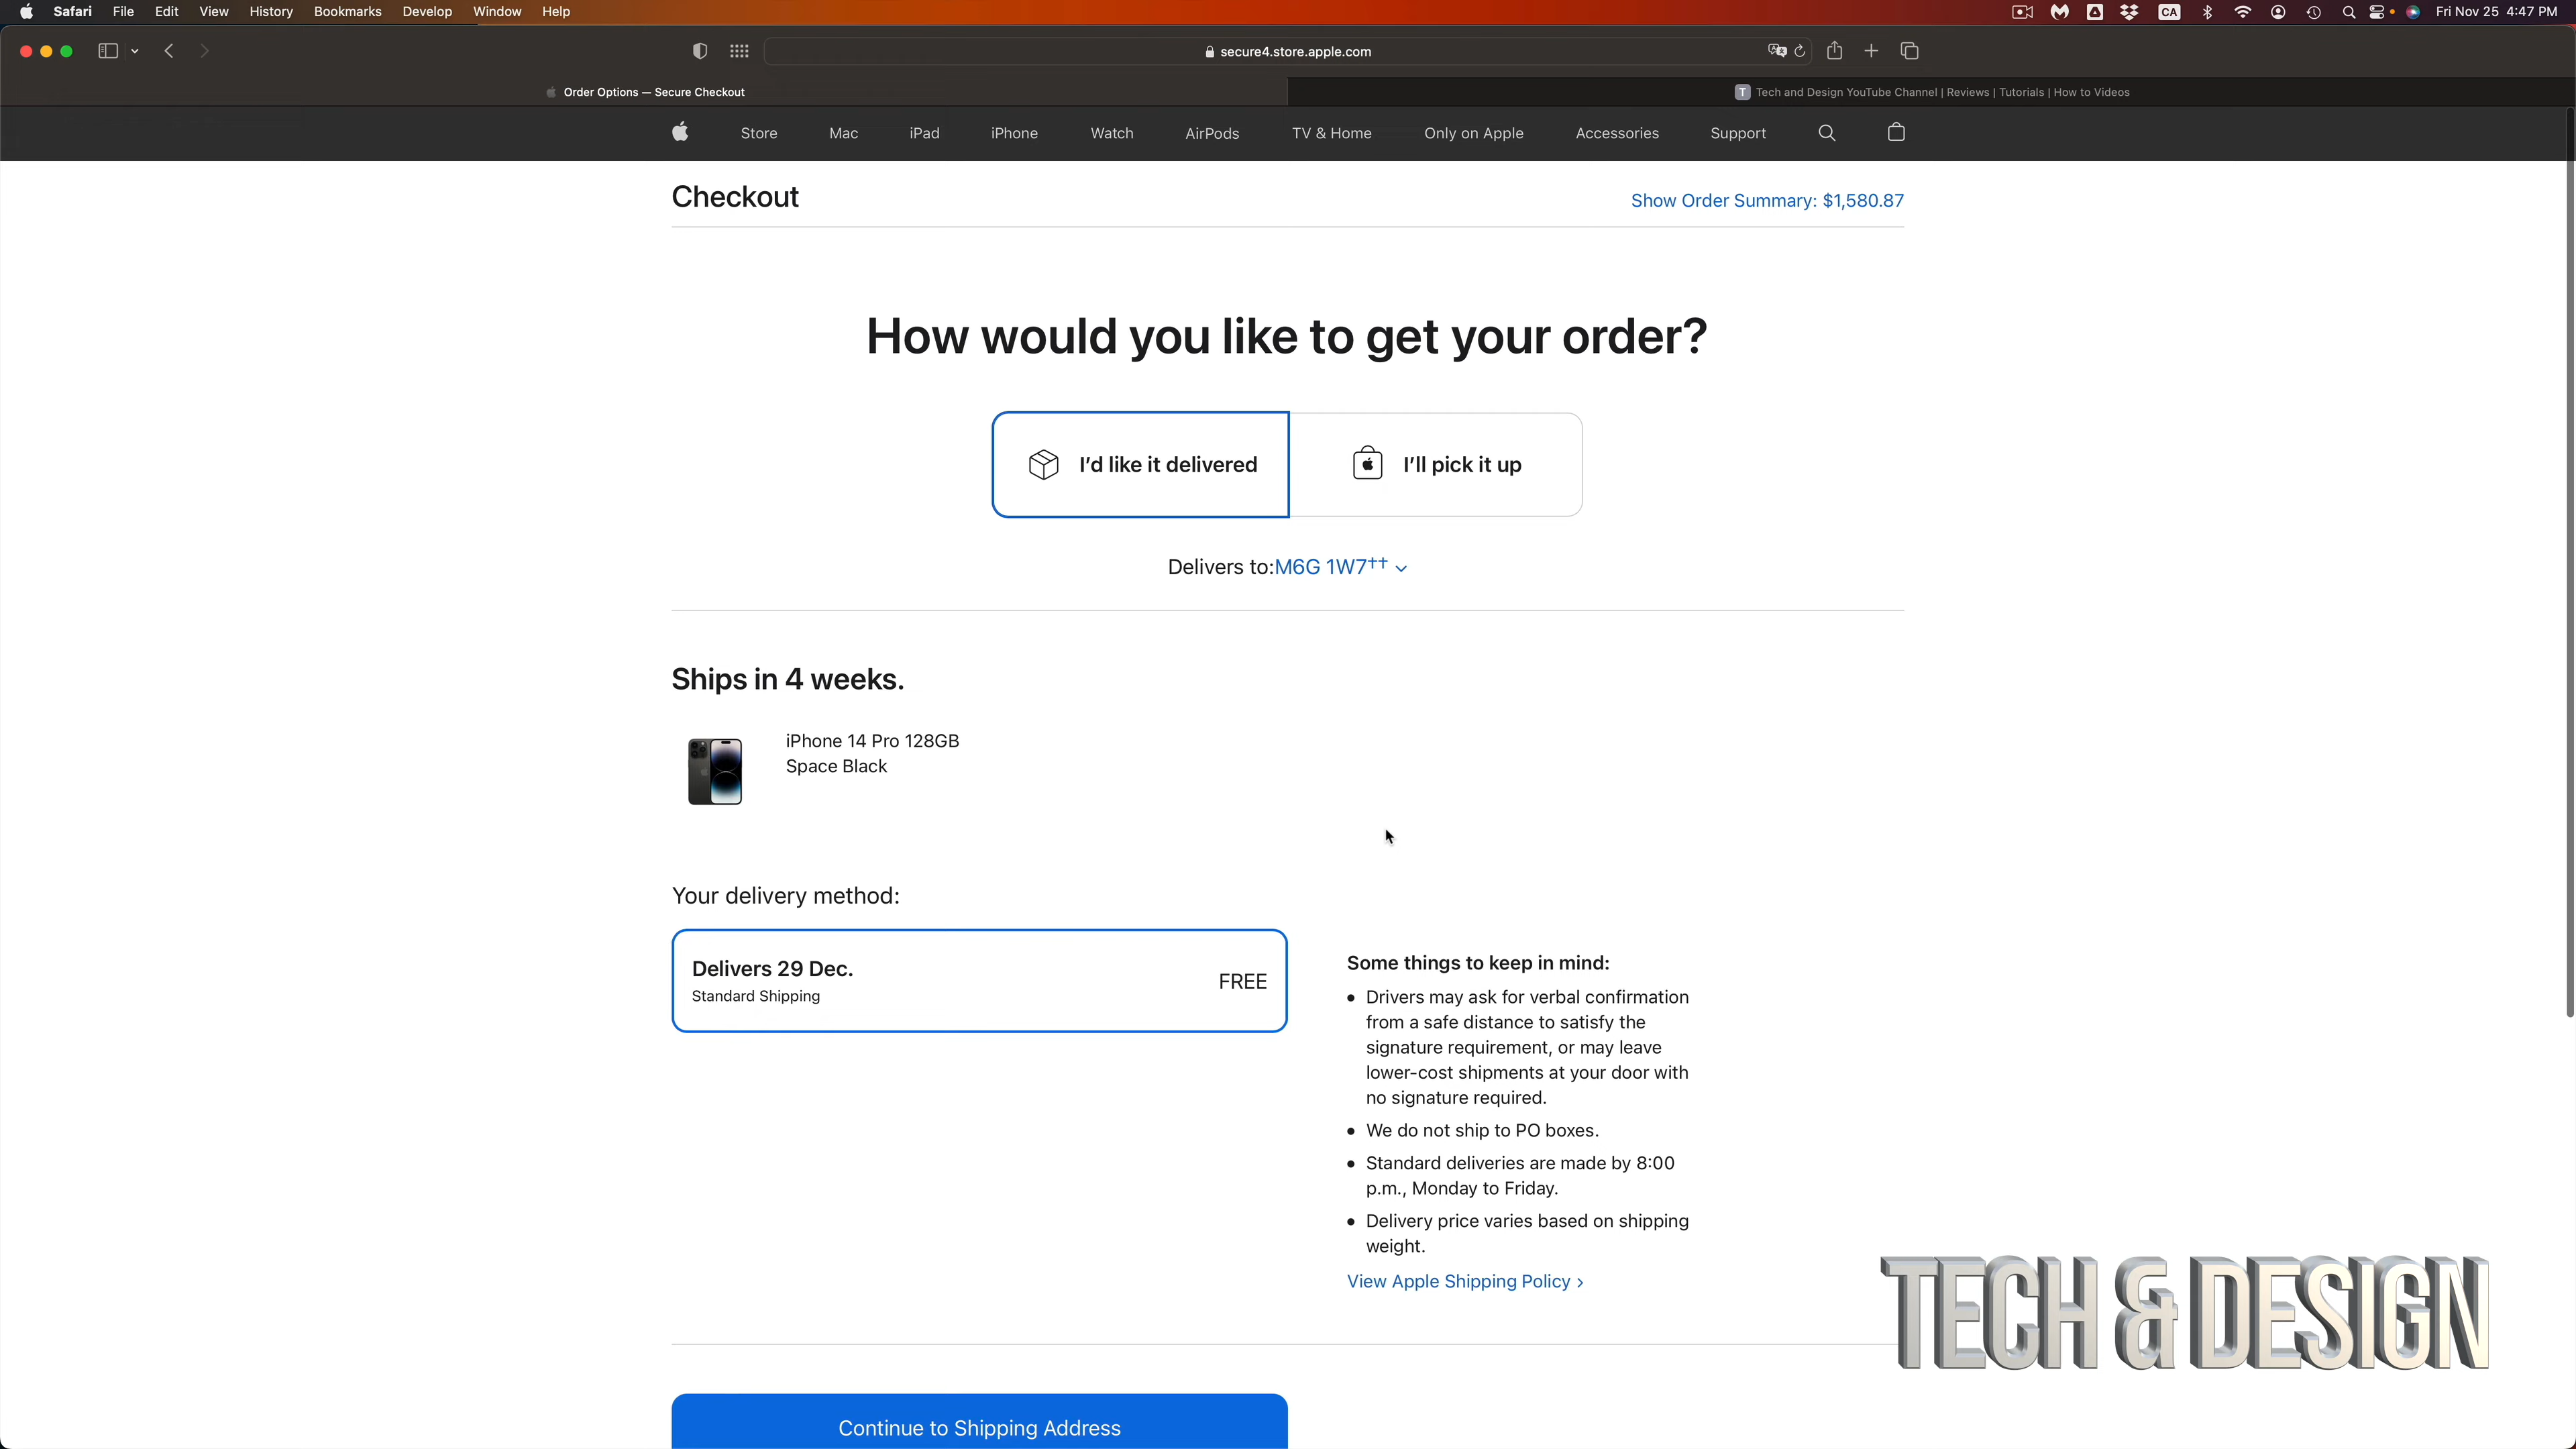 Safari File Edit View History Bookmarks Develop Window Help CA Fri Nov 25 4:47 PM
secure4.store.apple.com
Order Options — Secure Checkout T Tech and Design YouTube Channel | Reviews | Tutorials | How to Videos
Store Mac iPad iPhone Watch AirPods TV & Home Only on Apple Accessories Support
Checkout Show Order Summary: $1,580.87
How would you like to get your order?
I'd like it delivered I'll pick it up
Delivers to:M6G 1W7††
Ships in 4 weeks.
iPhone 14 Pro 128GB
Space Black
Your delivery method:
Delivers 29 Dec.
Standard Shipping
FREE
Some things to keep in mind:
• Drivers may ask for verbal confirmation
from a safe distance to satisfy the
signature requirement, or may leave
lower-cost shipments at your door with
no signature required.
• We do not ship to PO boxes.
• Standard deliveries are made by 8:00
p.m., Monday to Friday.
• Delivery price varies based on shipping
weight.
View Apple Shipping Policy >
TECH & DESIGN
Continue to Shipping Address